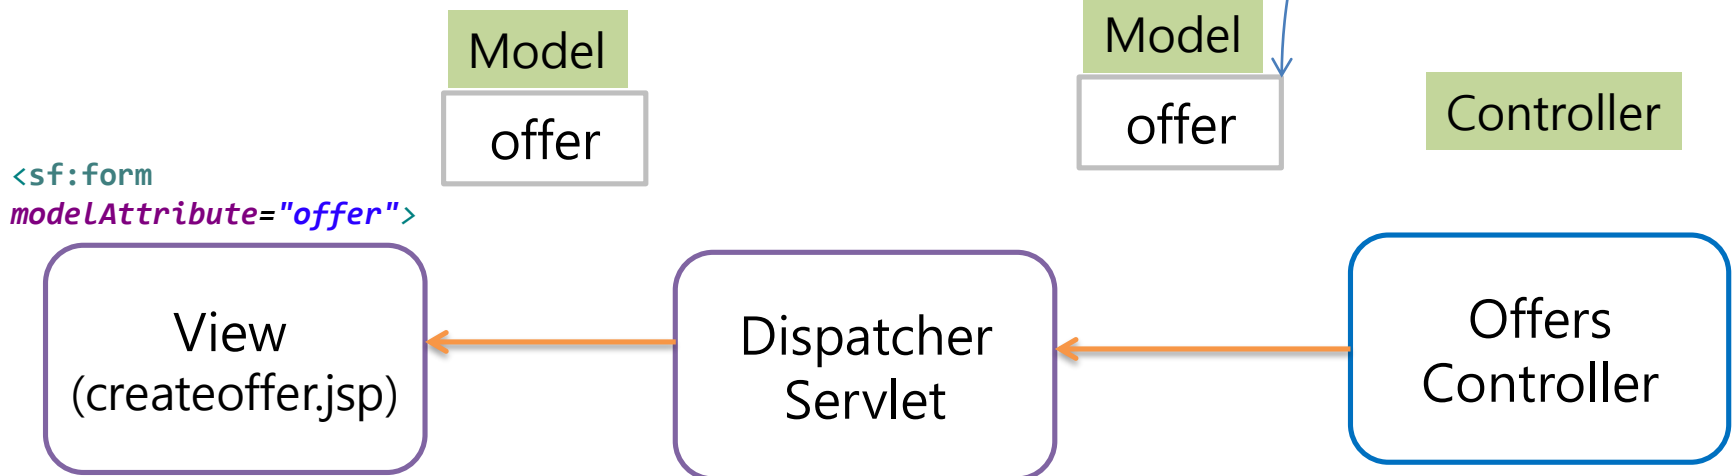 Model
offer
Model
offer
Controller
<sf:form
modelAttribute="offer">
View
(createoffer.jsp)
Dispatcher
Servlet
Offers
Controller